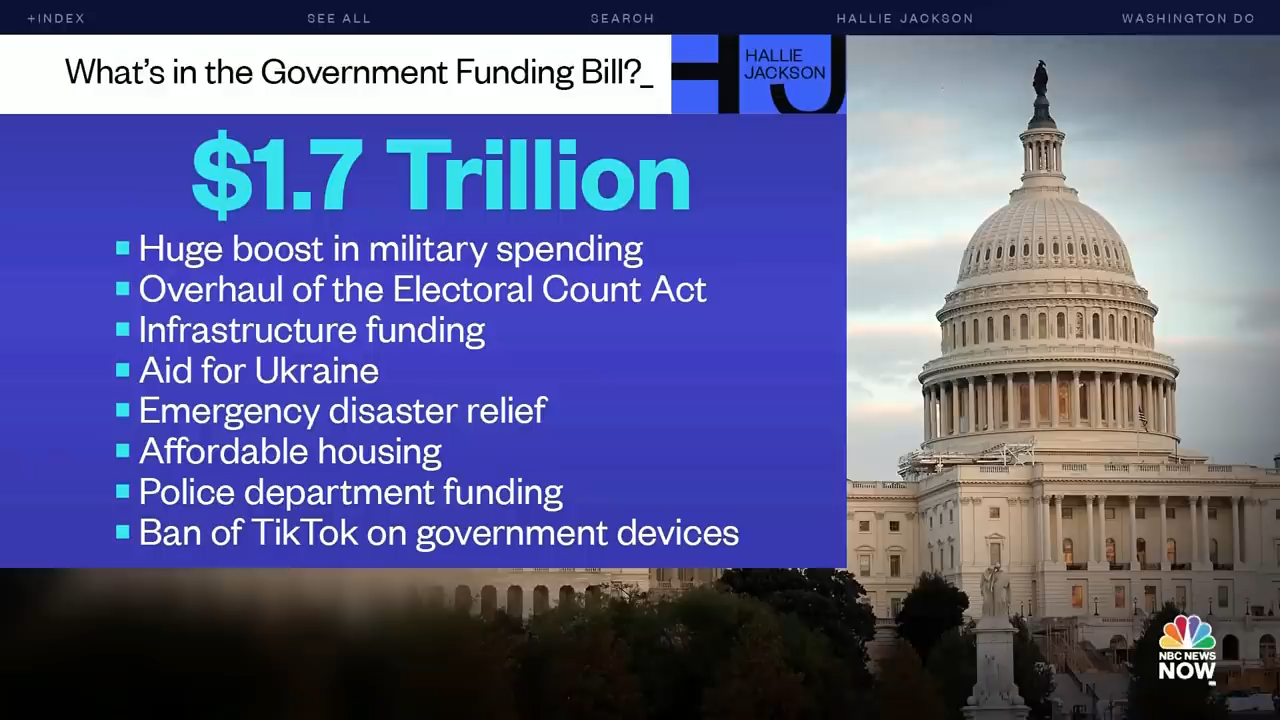 +INDEX
SEE ALL
SEARCH
HALLIE JACKSON
WASHINGTON DO
What's in the Government Funding Bill?_
HALLIE
JACKSON
$1.7 Trillion
Huge boost in military spending
Overhaul of the Electoral Count Act
Infrastructure funding
Aid for Ukraine
Emergency disaster relief
Affordable housing
Police department funding
Ban of TikTok on government devices
NBC NEWS
NOW